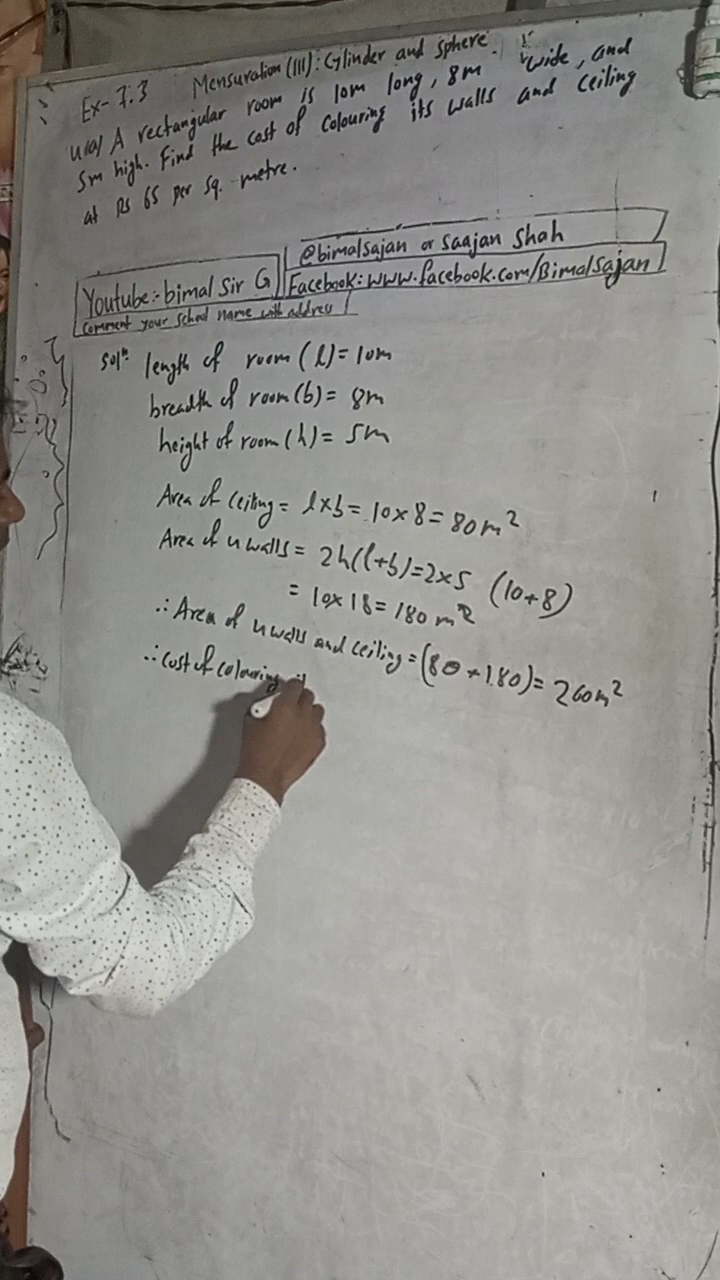 Ex- 7.3 Mensuration (III): Cylinder and sphere.
4(a) A rectangular room is 10m long, 8m wide, and
5m high. Find the cost of colouring its walls and ceiling
at Rs 65 per sq. metre.
@bimalsajan or Saajan Shah
Youtube:- bimal Sir G
Facebook: www.facebook.com/BimalSajan
Comment your school name with address !
Solⁿ: length of room (l) = 10m
breadth of room (b) = 8m
height of room (h) = 5m
Area of ceiling = l×b = 10×8 = 80m²
Area of 4 walls = 2h(l+b) = 2×5 (10+8)
= 10×18 = 180 m²
∴ Area of 4 walls and ceiling = (80+180) = 260m²
∴ Cost of colouring